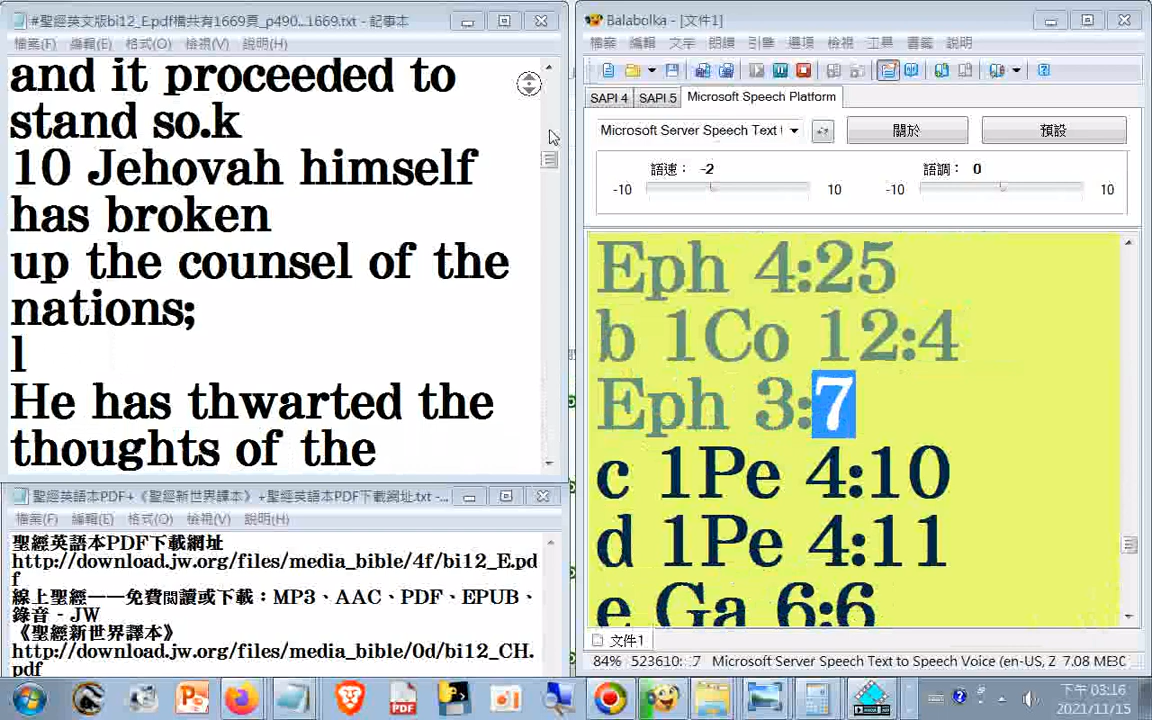 #聖經英文版bi12_E.pdf橫共有1669頁_p490...1669.txt - 記事本
檔案(F) 編輯(E) 格式(O) 檢視(V) 說明(H)
and it proceeded to
stand so.k
10 Jehovah himself
has broken
up the counsel of the
nations;
l
He has thwarted the
thoughts of the
聖經英語本PDF+《聖經新世界譯本》+聖經英語本PDF下載網址.txt - ...
檔案(F) 編輯(E) 格式(O) 檢視(V) 說明(H)
聖經英語本PDF下載網址
http://download.jw.org/files/media_bible/4f/bi12_E.pd
f
線上聖經——免費閱讀或下載：MP3、AAC、PDF、EPUB、
錄音 - JW
《聖經新世界譯本》
http://download.jw.org/files/media_bible/0d/bi12_CH.
pdf
Balabolka - [文件1]
檔案 編輯 文字 朗讀 引擎 選項 檢視 工具 書籤 說明
SAPI 4 SAPI 5 Microsoft Speech Platform
Microsoft Server Speech Text t 關於 預設
語速： -2 語調： 0
-10 10 -10 10
Eph 4:25
b 1Co 12:4
Eph 3:7
c 1Pe 4:10
d 1Pe 4:11
e Ga 6:6
文件1
84% 523610: :7 Microsoft Server Speech Text to Speech Voice (en-US, Z 7.08 MB
PDF
下午 03:16
2021/11/15